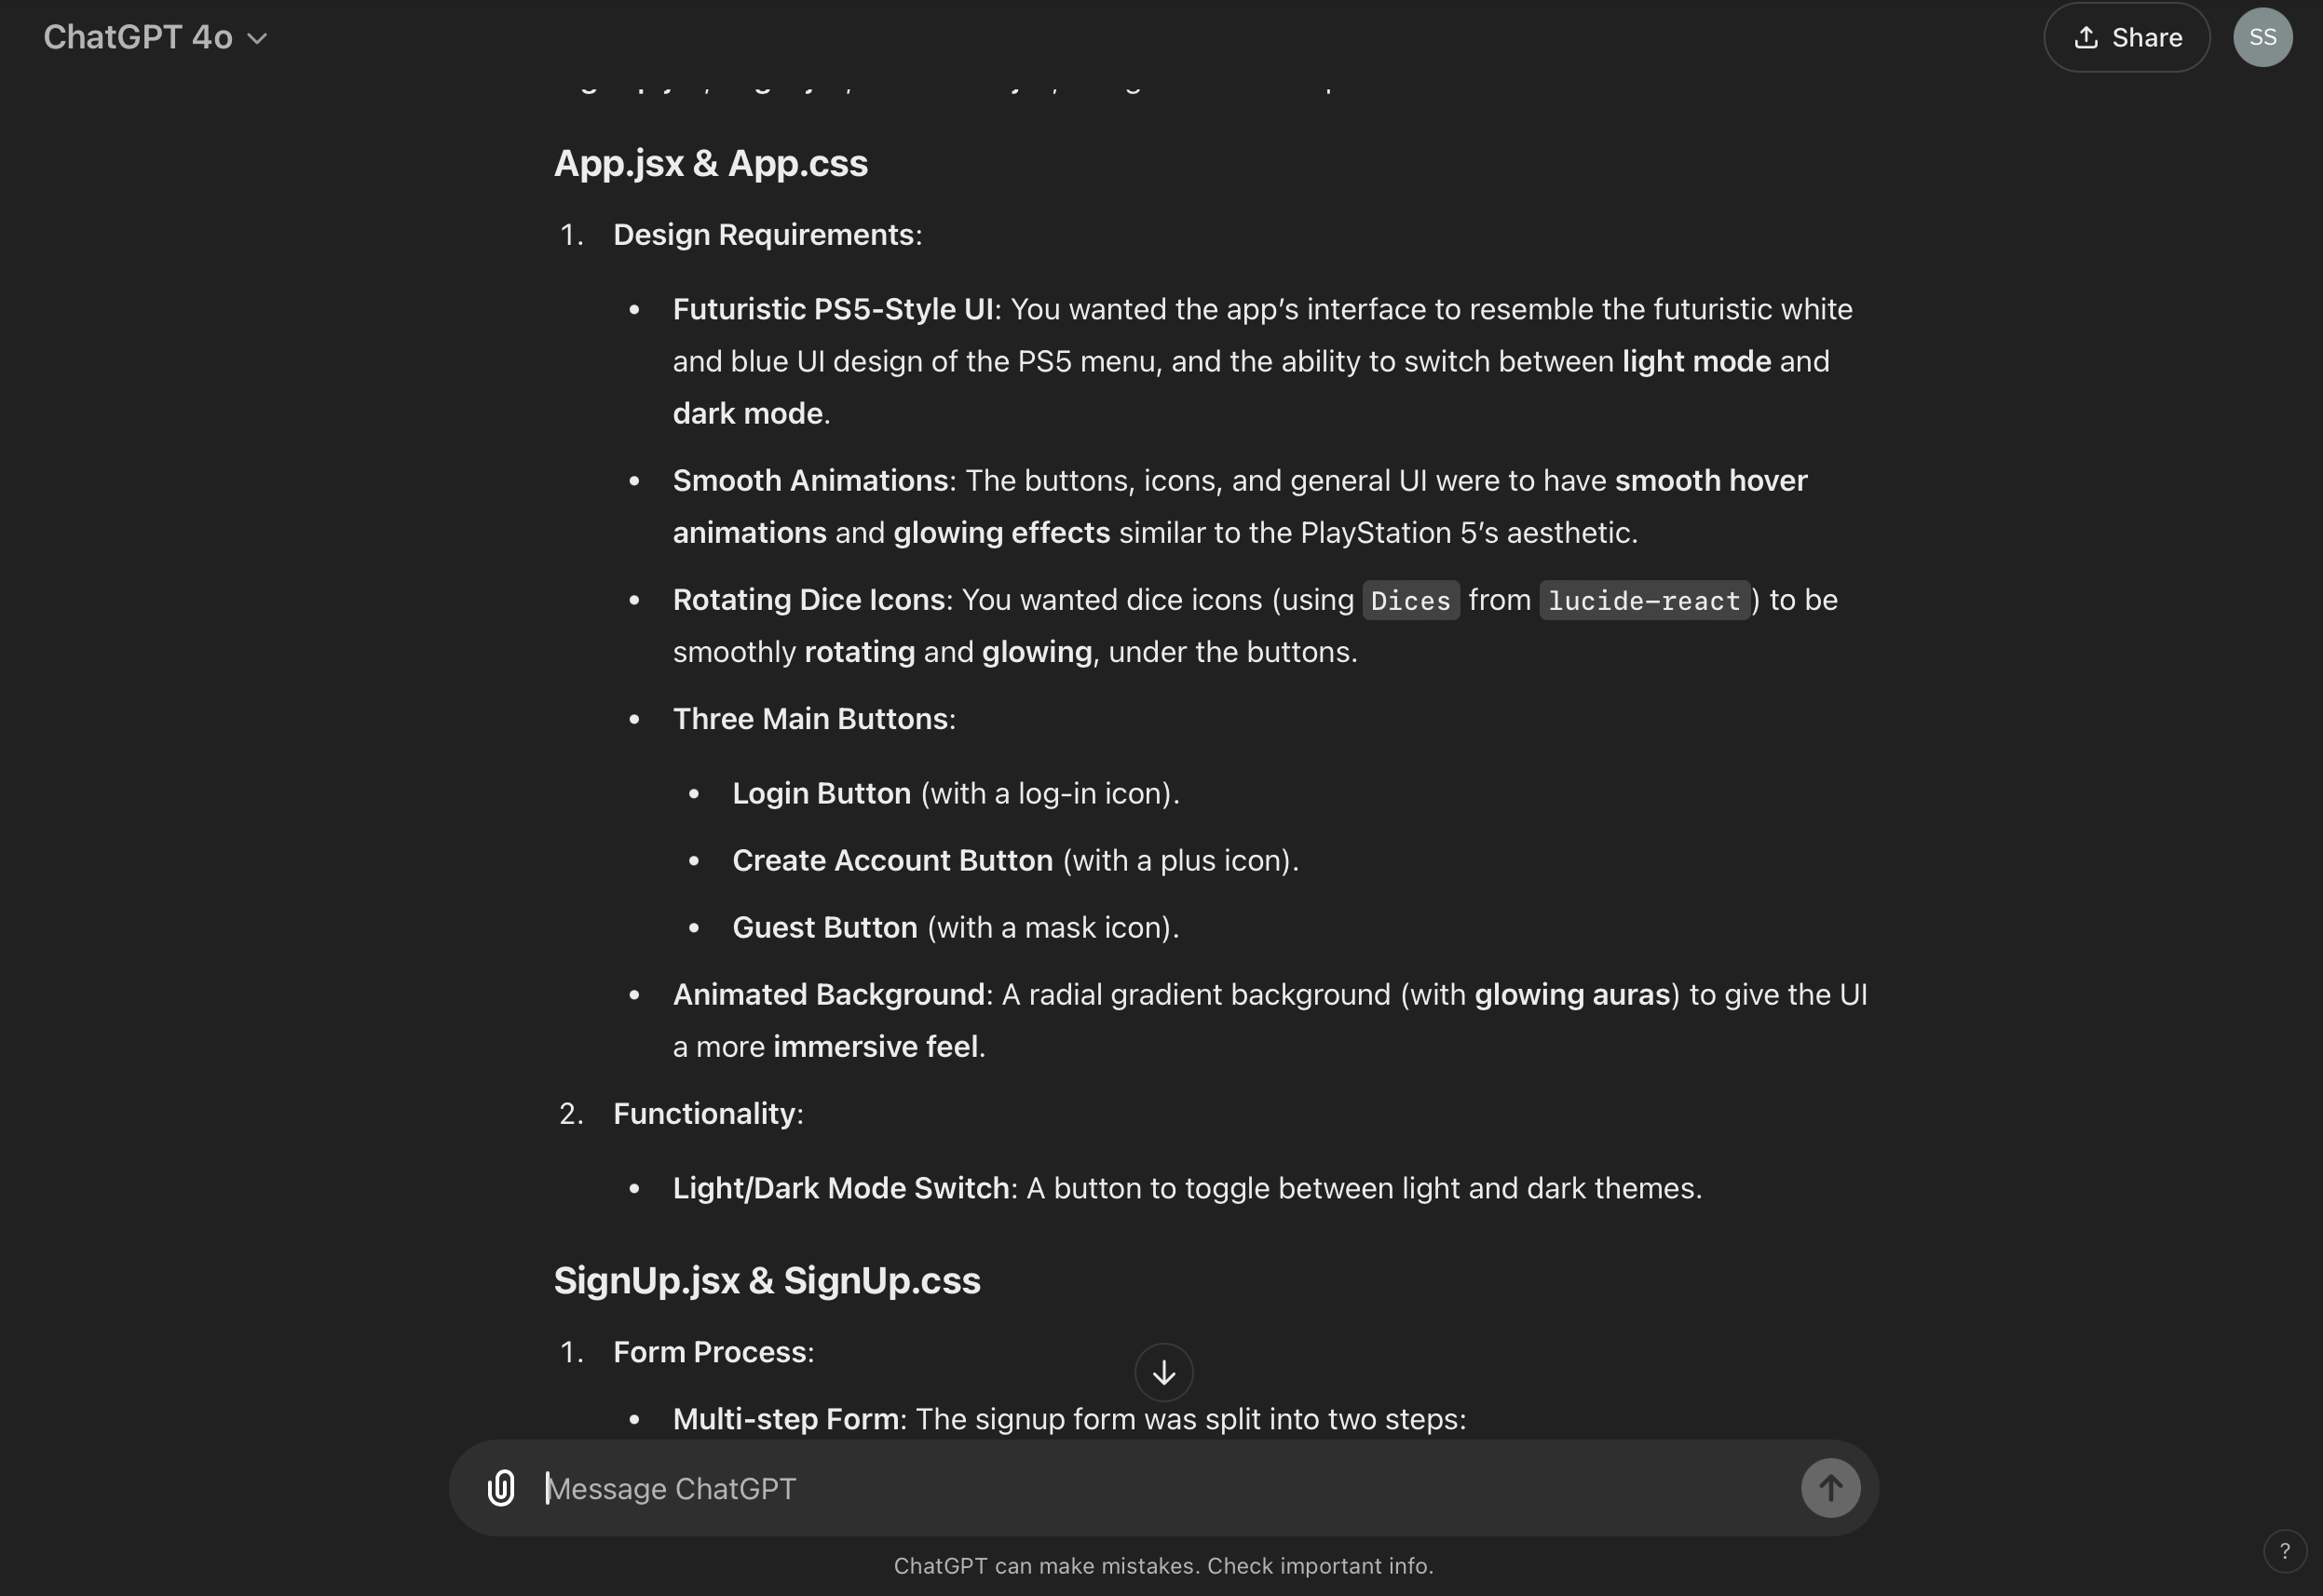 ChatGPT 4o
Share
SS
App.jsx & App.css
1. Design Requirements:
• Futuristic PS5-Style UI: You wanted the app’s interface to resemble the futuristic white
and blue UI design of the PS5 menu, and the ability to switch between light mode and
dark mode.
• Smooth Animations: The buttons, icons, and general UI were to have smooth hover
animations and glowing effects similar to the PlayStation 5’s aesthetic.
• Rotating Dice Icons: You wanted dice icons (using Dices from lucide-react) to be
smoothly rotating and glowing, under the buttons.
• Three Main Buttons:
• Login Button (with a log-in icon).
• Create Account Button (with a plus icon).
• Guest Button (with a mask icon).
• Animated Background: A radial gradient background (with glowing auras) to give the UI
a more immersive feel.
2. Functionality:
• Light/Dark Mode Switch: A button to toggle between light and dark themes.
SignUp.jsx & SignUp.css
1. Form Process:
• Multi-step Form: The signup form was split into two steps:
Message ChatGPT
ChatGPT can make mistakes. Check important info.
?